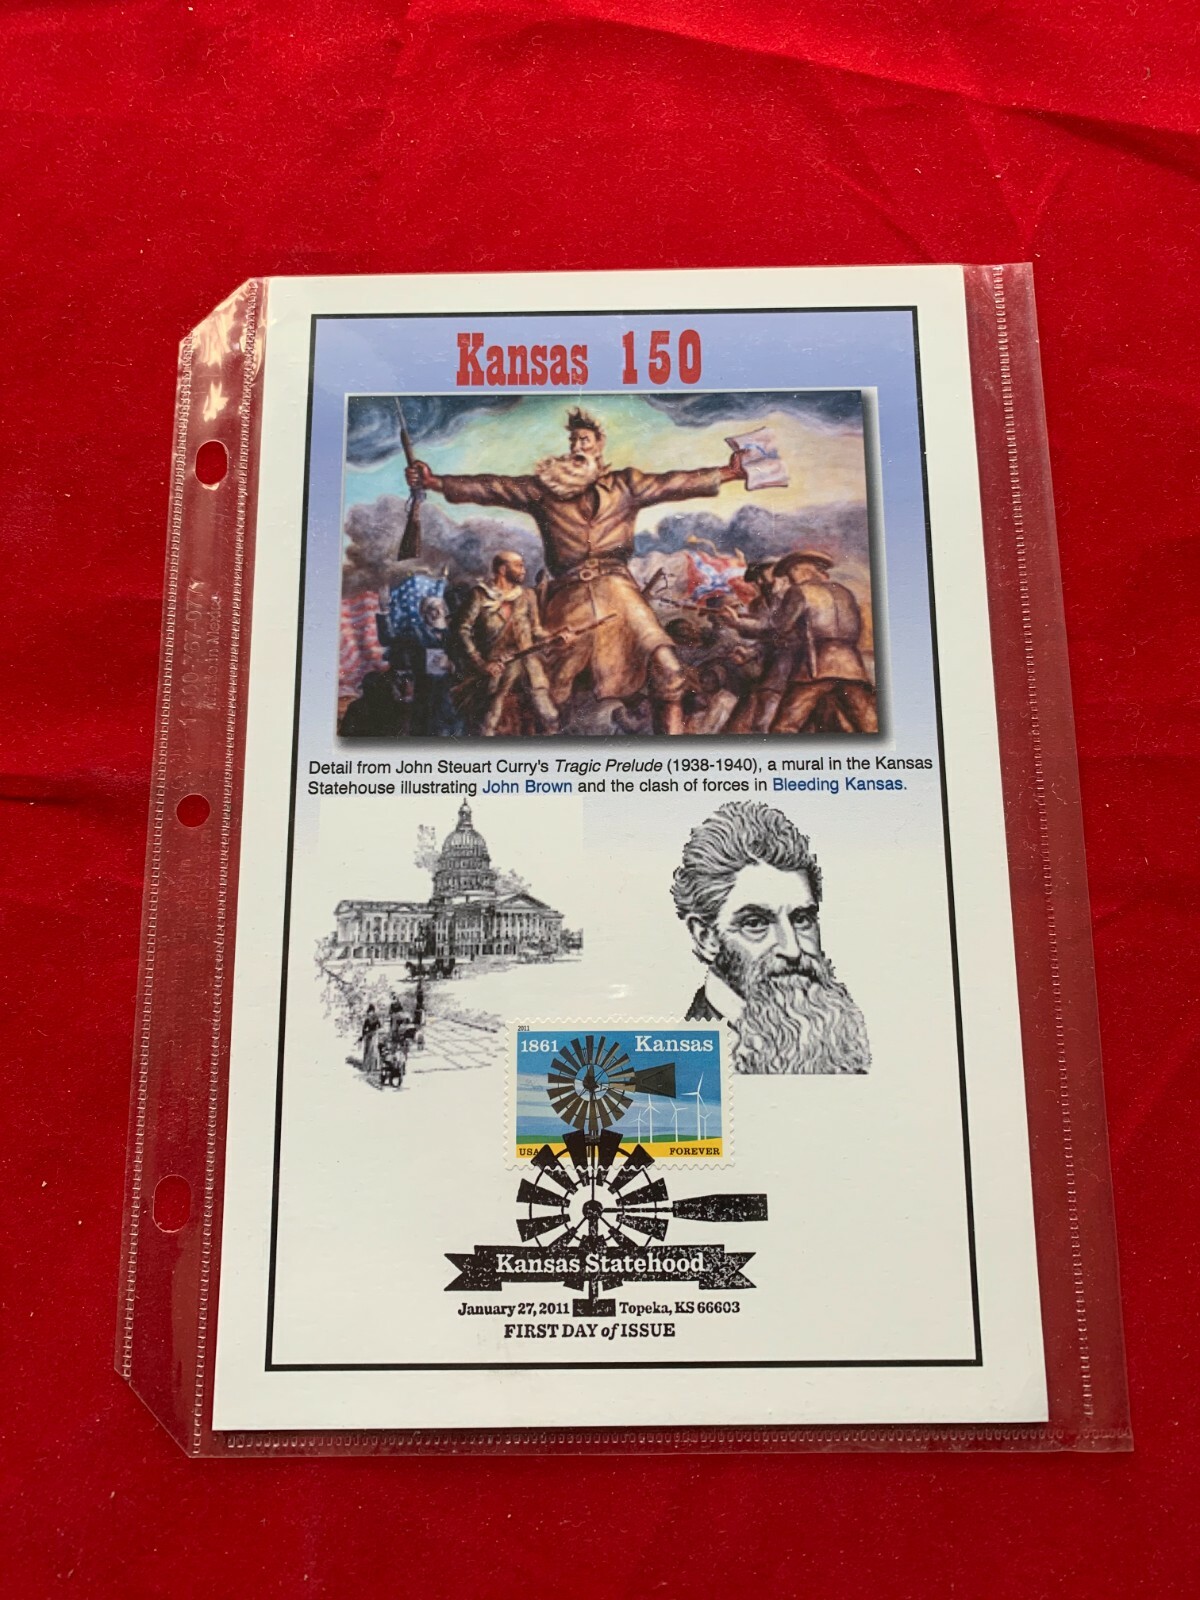 Kansas 150
Detail from John Steuart Curry's Tragic Prelude (1938-1940), a mural in the Kansas
Statehouse illustrating John Brown and the clash of forces in Bleeding Kansas.
2011
1861 Kansas
USA FOREVER
Kansas Statehood
January 27, 2011 Topeka, KS 66603
FIRST DAY of ISSUE